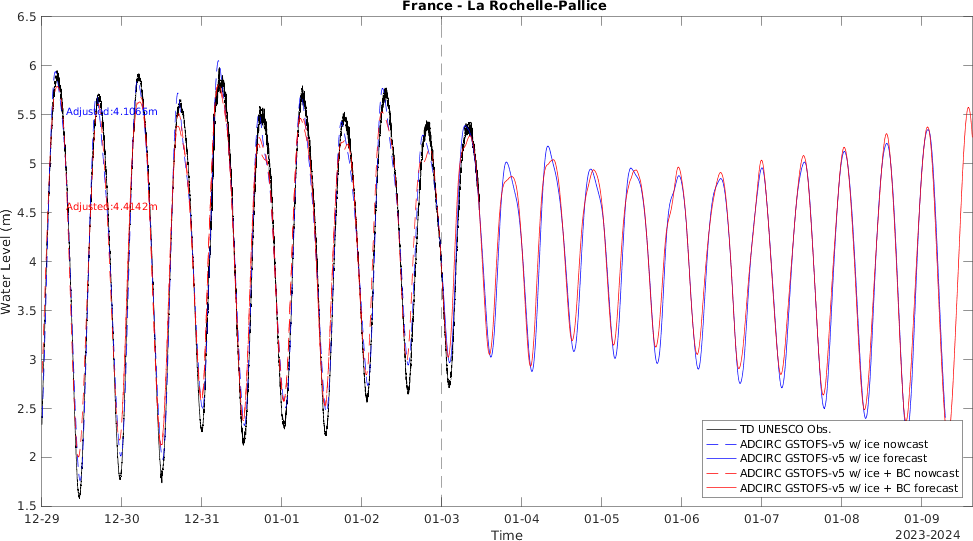 France - La Rochelle-Pallice
6.5
6
5.5
5
4.5
4
3.5
3
2.5
2
1.5
Water Level (m)
Adjusted:4.1066m
Adjusted:4.4142m
TD UNESCO Obs.
ADCIRC GSTOFS-v5 w/ ice nowcast
ADCIRC GSTOFS-v5 w/ ice forecast
ADCIRC GSTOFS-v5 w/ ice + BC nowcast
ADCIRC GSTOFS-v5 w/ ice + BC forecast
12-29 12-30 12-31 01-01 01-02 01-03 01-04 01-05 01-06 01-07 01-08 01-09
Time
2023-2024